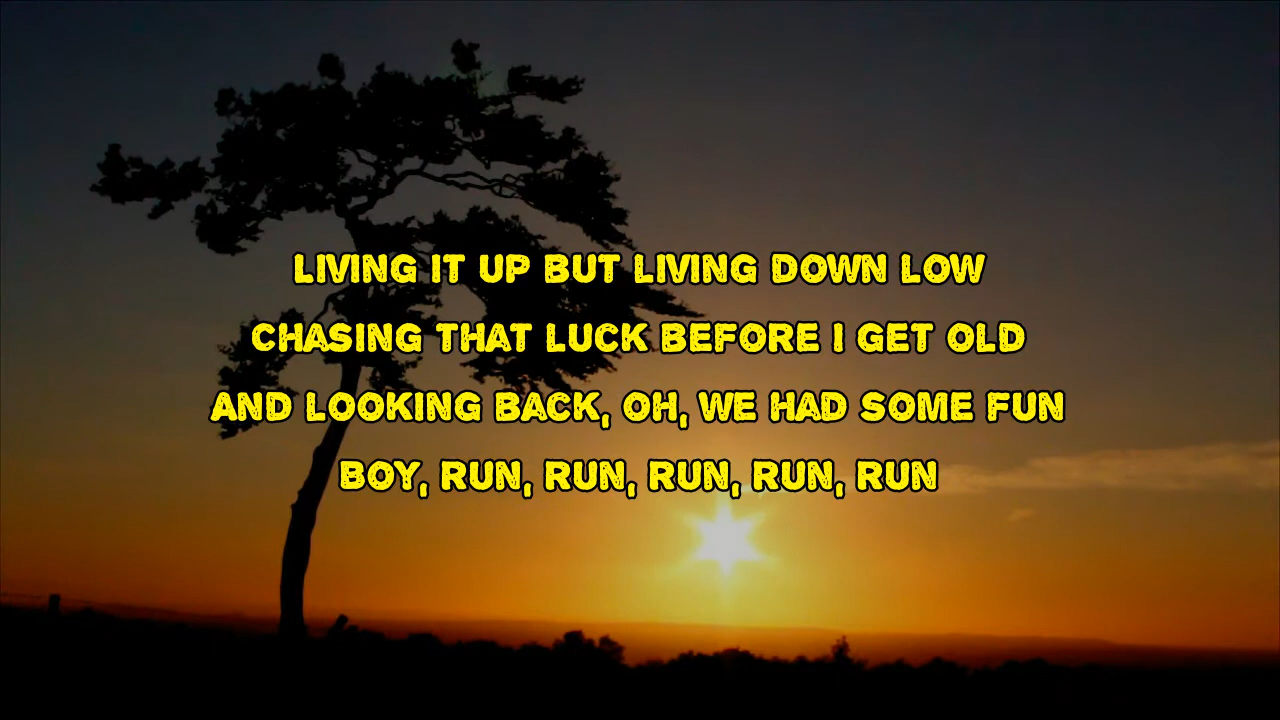 LIVING IT UP BUT LIVING DOWN LOW
CHASING THAT LUCK BEFORE I GET OLD
AND LOOKING BACK, OH, WE HAD SOME FUN
BOY, RUN, RUN, RUN, RUN, RUN